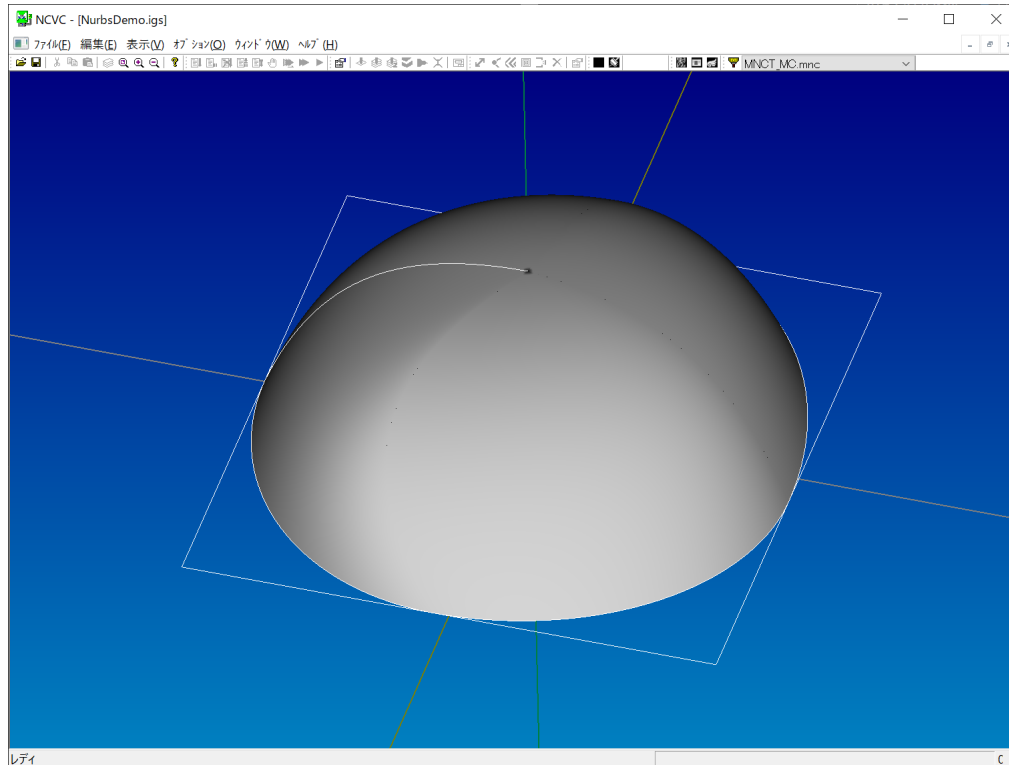 NCVC - [NurbsDemo.igs]
ファイル(F) 編集(E) 表示(V) オプション(O) ウィンドウ(W) ヘルプ(H)
MNCT_MC.mnc
レディ